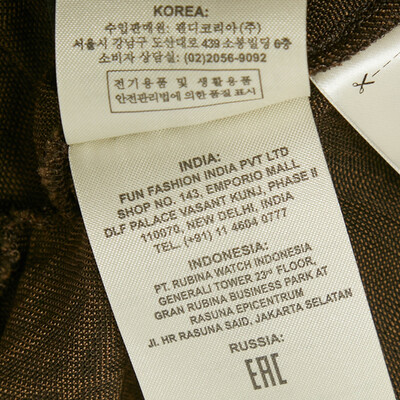 KOREA:
수입판매원: 펜디코리아(주)
서울시 강남구 도산대로 439 소봉빌딩 6층
소비자 상담실: (02)2056-9092
전기용품 및 생활용품
안전관리법에 의한 품질 표시
INDIA:
FUN FASHION INDIA PVT LTD
SHOP NO. 143, EMPORIO MALL
DLF PALACE VASANT KUNJ, PHASE II
110070, NEW DELHI, INDIA
TEL. (+91) 11 4604 0777
INDONESIA:
PT. RUBINA WATCH INDONESIA
GENERALI TOWER 23rd FLOOR,
GRAN RUBINA BUSINESS PARK AT
RASUNA EPICENTRUM
JL. HR RASUNA SAID, JAKARTA SELATAN
RUSSIA:
EAC